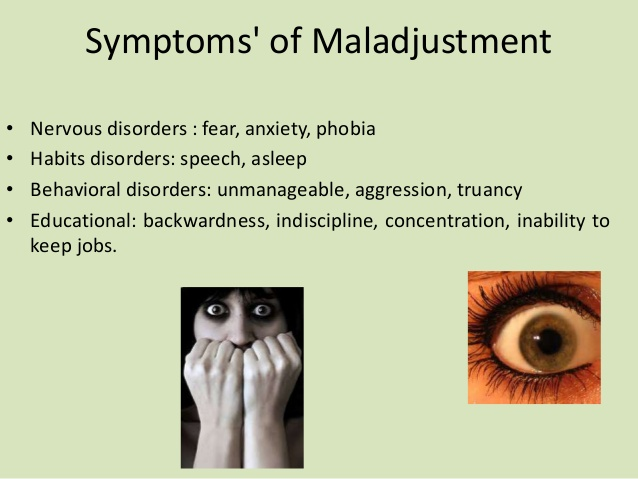 Symptoms' of Maladjustment
• Nervous disorders : fear, anxiety, phobia
• Habits disorders: speech, asleep
• Behavioral disorders: unmanageable, aggression, truancy
• Educational: backwardness, indiscipline, concentration, inability to
keep jobs.